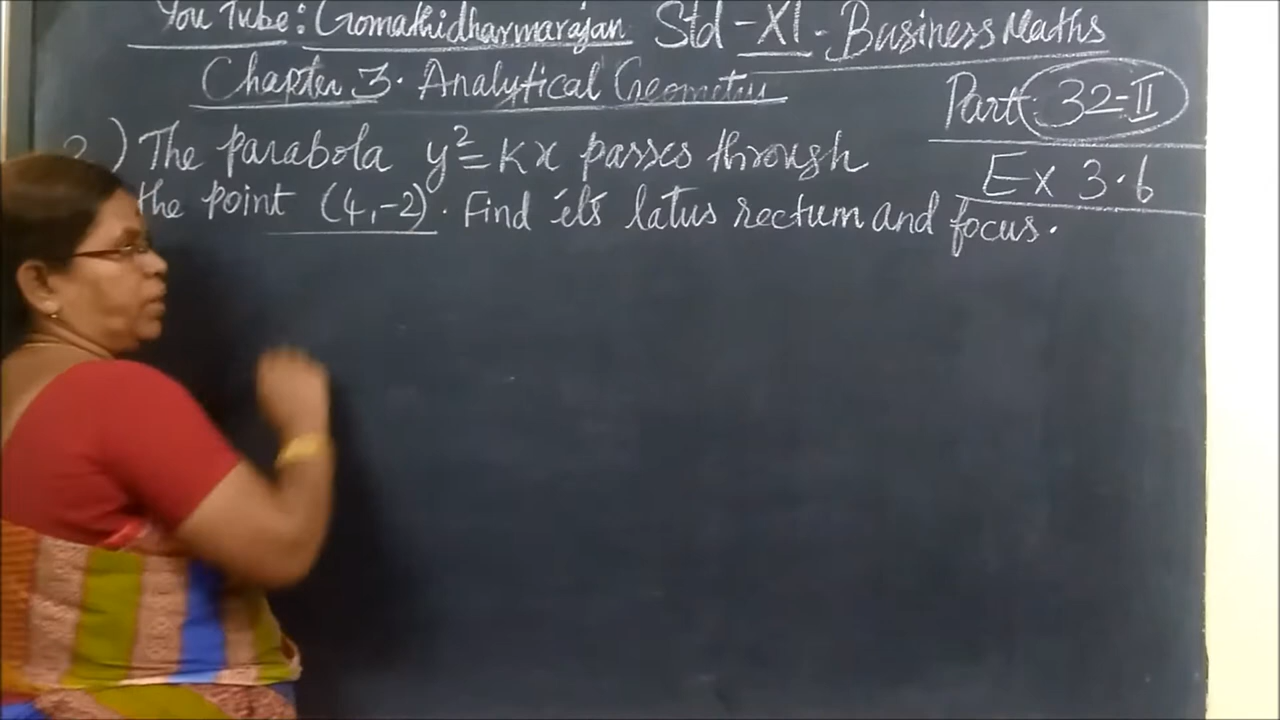 You Tube: Gomathidharmarajan Std - XI - Business Maths
Chapter 3. Analytical Geometry
Part 32-II
Ex 3.6
2) The parabola y²=Kx passes through
the point (4,-2). Find its latus rectum and focus.